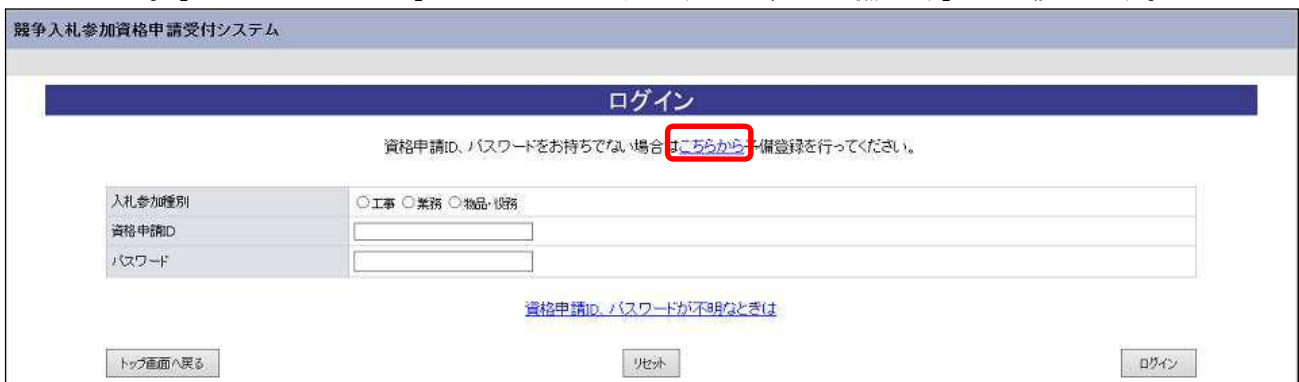 競争入札参加資格申請受付システム
ログイン
資格申請ID、パスワードをお持ちでない場合はこちらから予備登録を行ってください。
入札参加種別 ○工事 ○業務 ○物品・役務
資格申請ID
パスワード
資格申請ID、パスワードが不明なときは
トップ画面へ戻る リセット ログイン